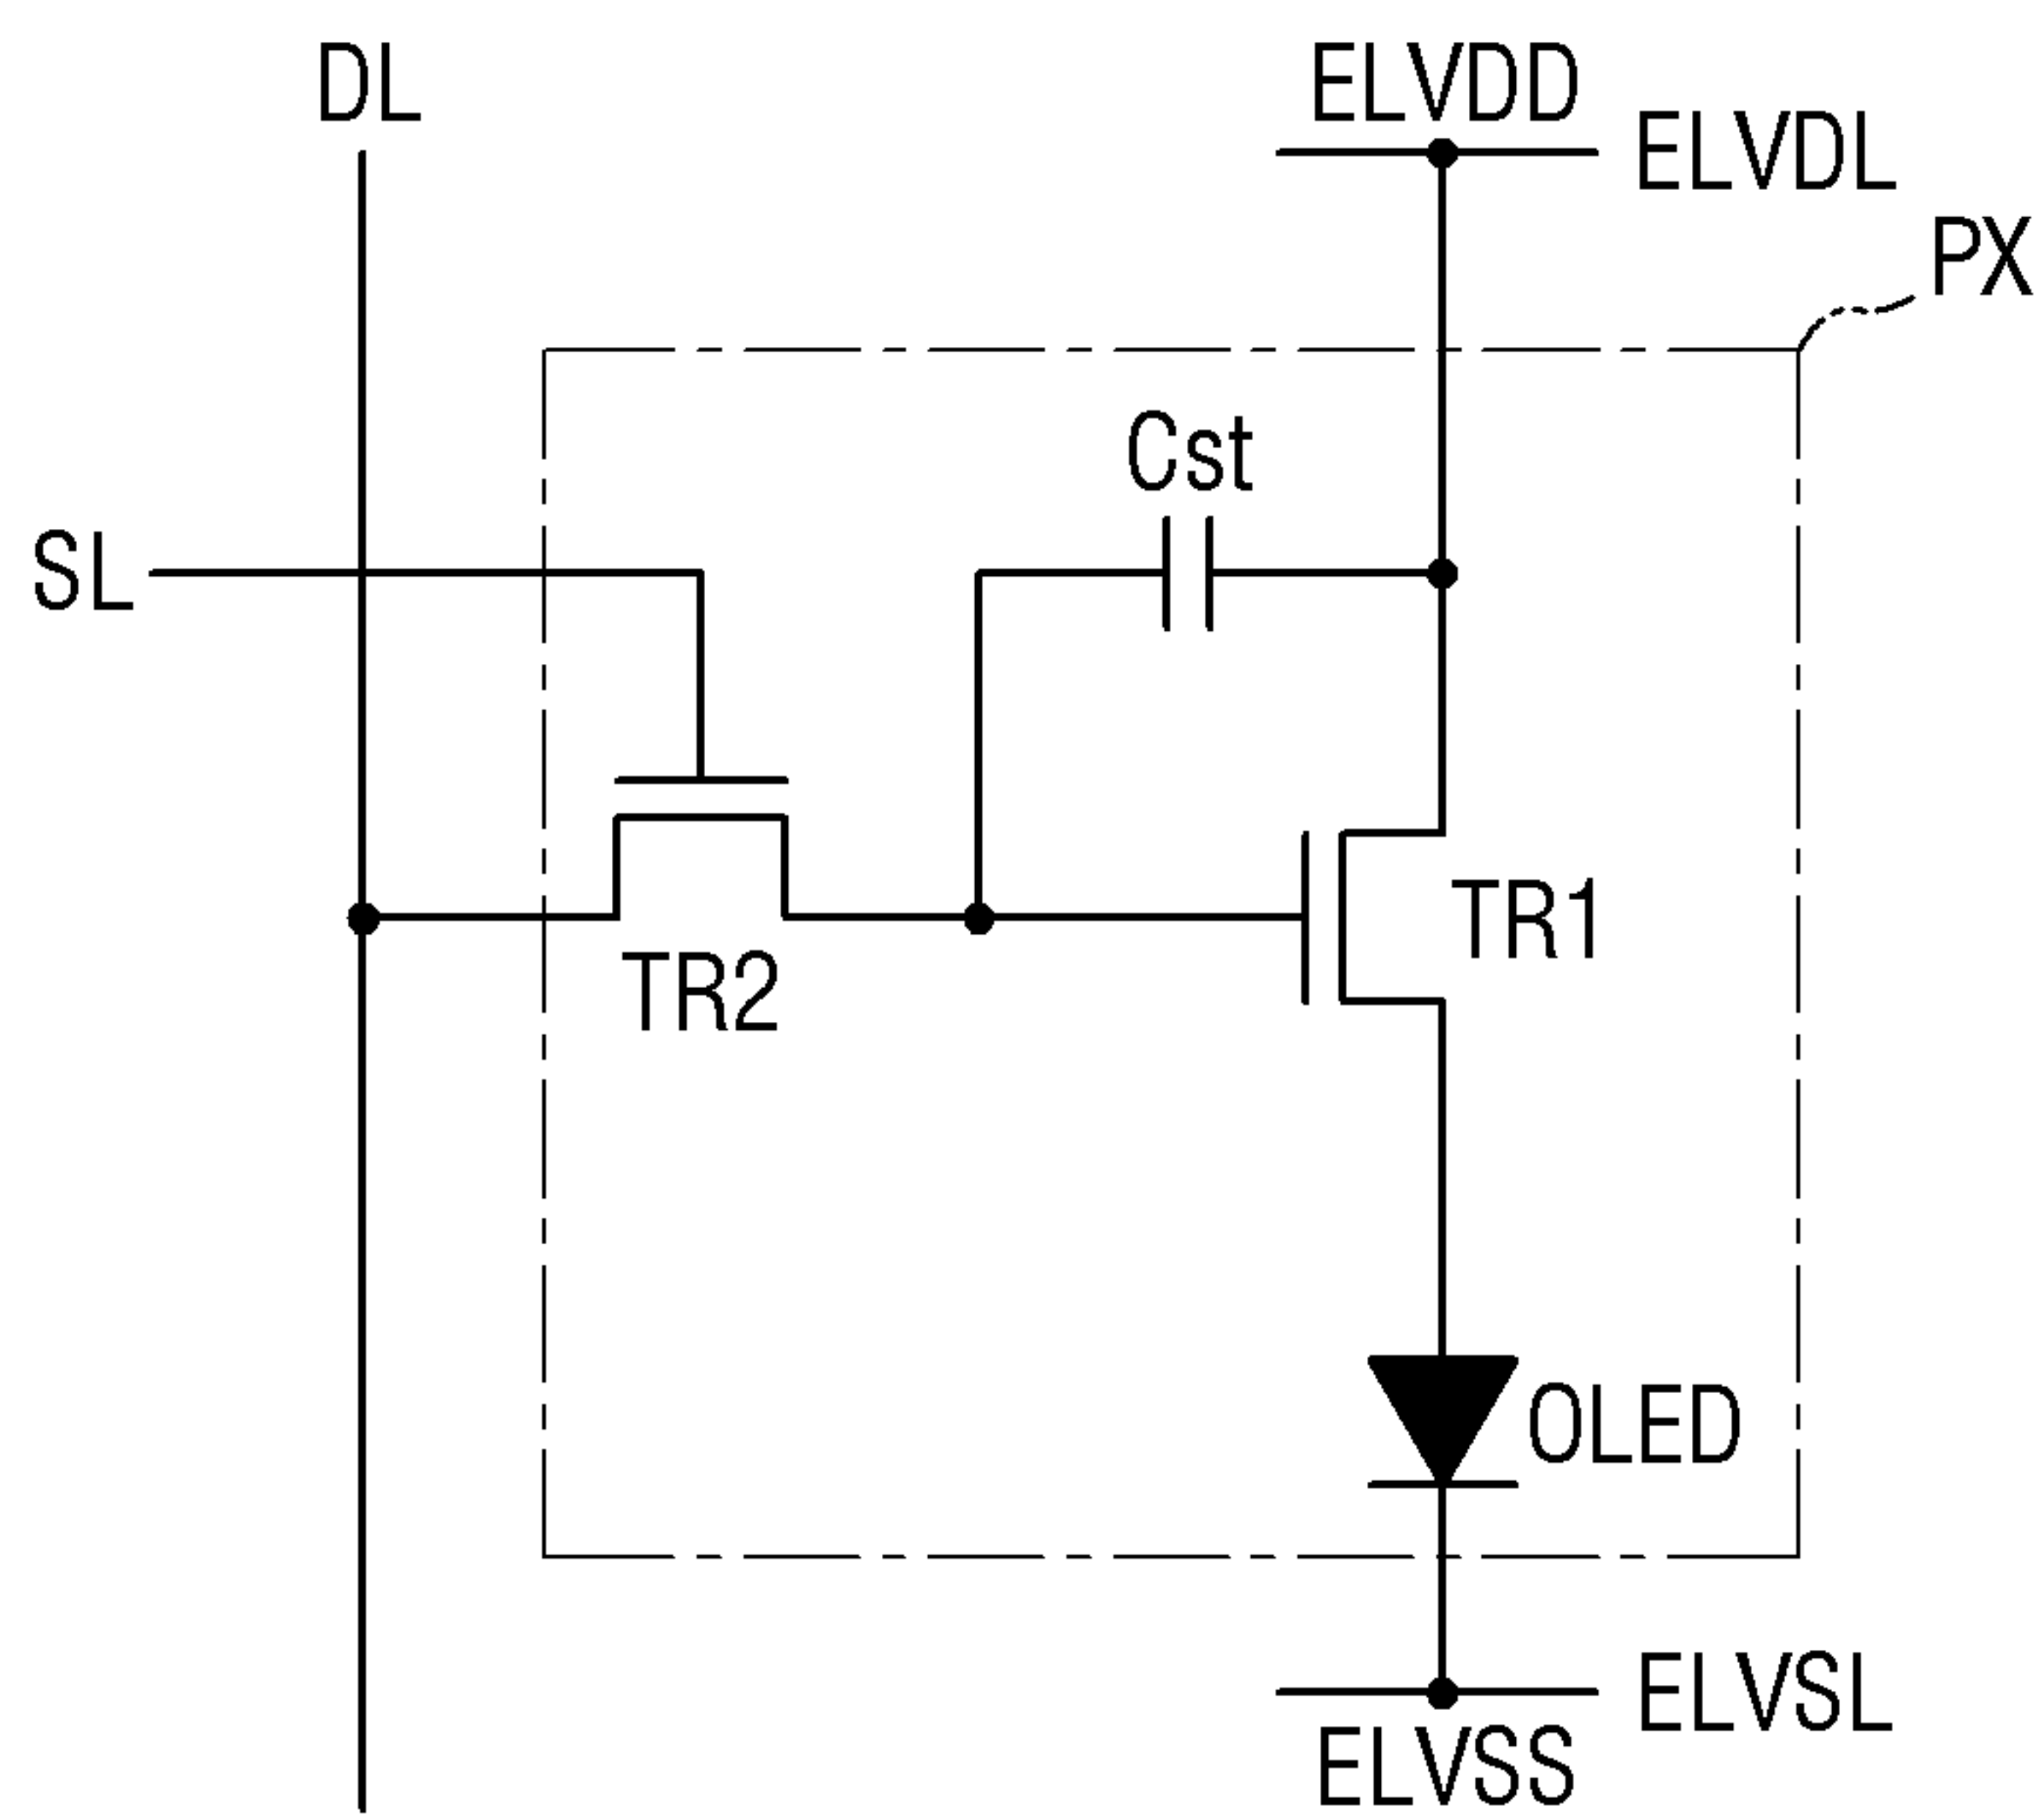 DL
ELVDD
ELVDL
PX
Cst
SL
TR1
TR2
OLED
ELVSL
ELVSS